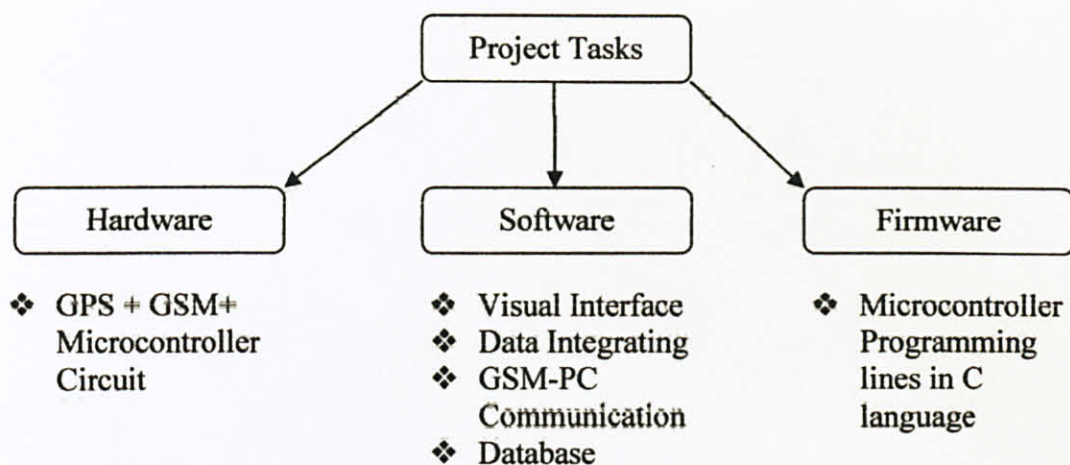 Project Tasks
Hardware
Software
Firmware
❖ GPS + GSM+
Microcontroller
Circuit
❖ Visual Interface
❖ Data Integrating
❖ GSM-PC
Communication
❖ Database
❖ Microcontroller
Programming
lines in C
language